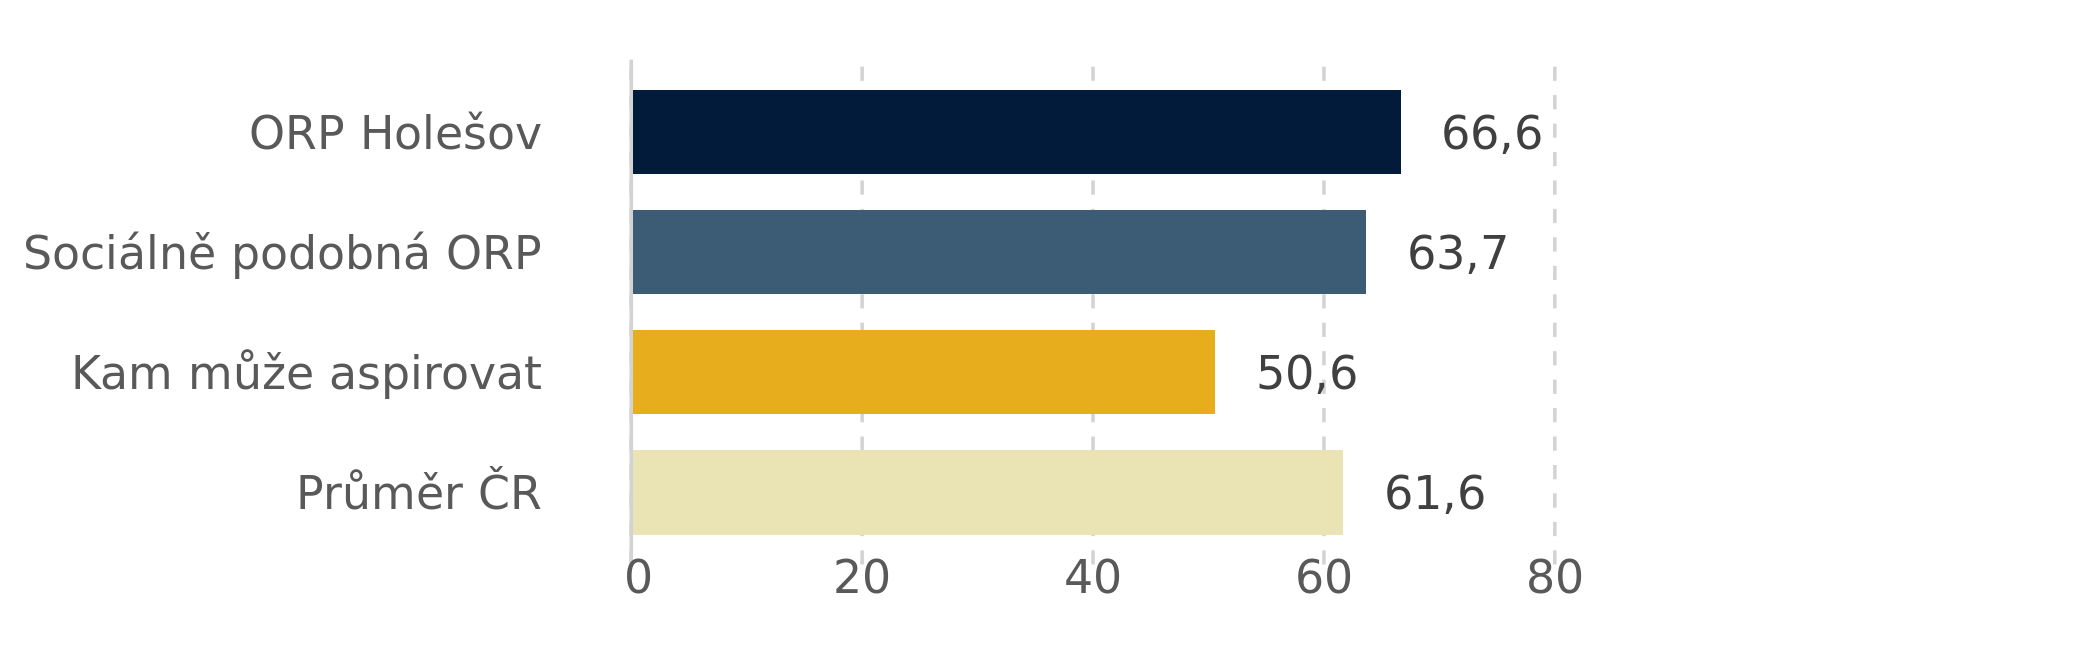 ORP Holešov 66,6
Sociálně podobná ORP 63,7
Kam může aspirovat 50,6
Průměr ČR 61,6
0 20 40 60 80